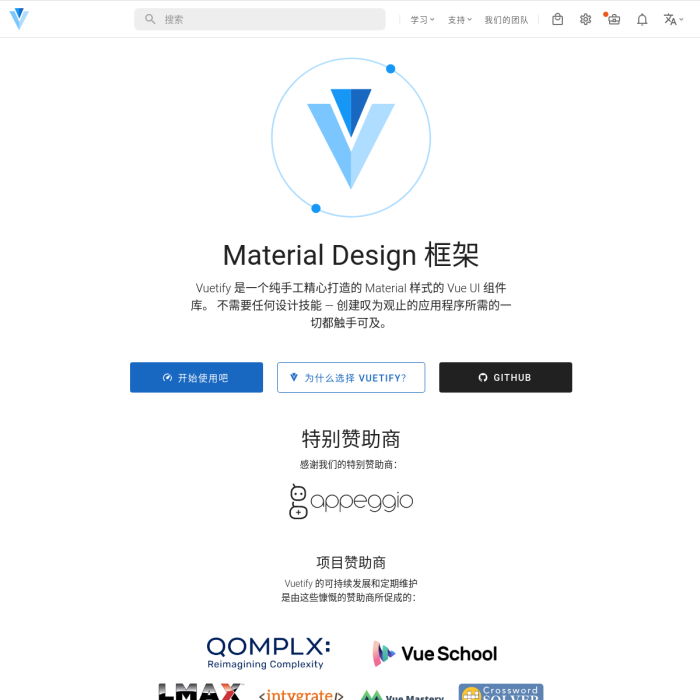 搜索
学习
支持
我们的团队
Material Design 框架
Vuetify 是一个纯手工精心打造的 Material 样式的 Vue UI 组件
库。 不需要任何设计技能 — 创建叹为观止的应用程序所需的一
切都触手可及。
开始使用吧
为什么选择 VUETIFY?
GITHUB
特别赞助商
感谢我们的特别赞助商:
appeggio
项目赞助商
Vuetify 的可持续发展和定期维护
是由这些慷慨的赞助商所促成的:
QOMPLX:
Reimagining Complexity
Vue School
LMAX
<intygrate/>
Vue Mastery
Crossword
SOLVER